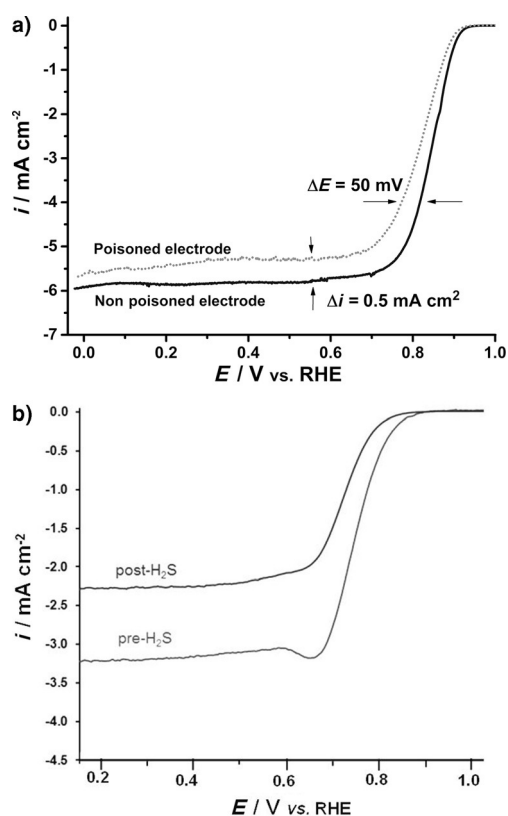 a)
0
-1
-2
-3
-4
-5
-6
-7
i / mA cm-2
ΔE = 50 mV
Poisoned electrode
Non poisoned electrode
Δi = 0.5 mA cm2
0.0 0.2 0.4 0.6 0.8 1.0
E / V vs. RHE
b)
0.0
-0.5
-1.0
-1.5
-2.0
-2.5
-3.0
-3.5
-4.0
-4.5
i / mA cm-2
post-H2S
pre-H2S
0.2 0.4 0.6 0.8 1.0
E / V vs. RHE